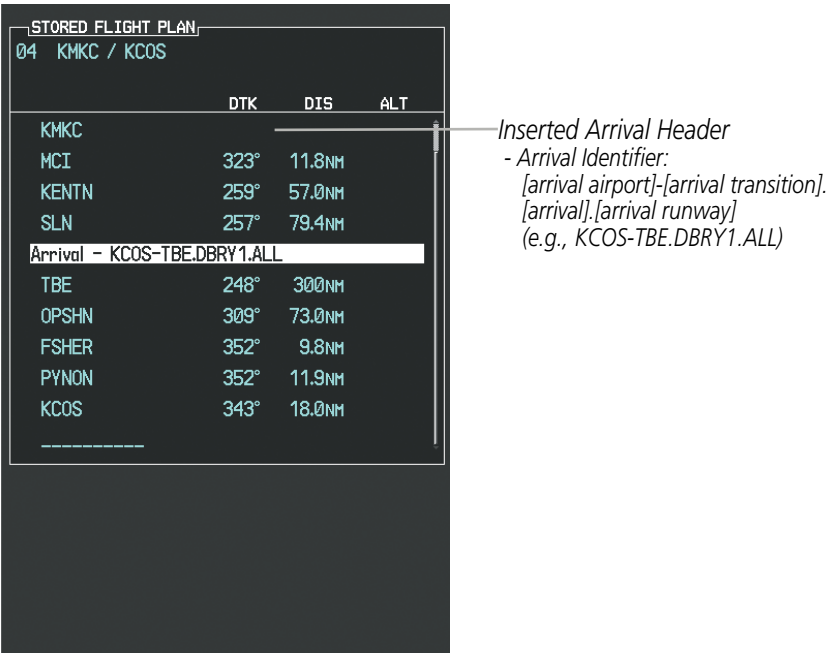 STORED FLIGHT PLAN
04 KMKC / KCOS
DTK DIS ALT
KMKC
MCI 323° 11.8NM
KENTN 259° 57.0NM
SLN 257° 79.4NM
Arrival - KCOS-TBE.DBRY1.ALL
TBE 248° 300NM
OPSHN 309° 73.0NM
FSHER 352° 9.8NM
PYNON 352° 11.9NM
KCOS 343° 18.0NM
__________
Inserted Arrival Header
- Arrival Identifier:
[arrival airport]-[arrival transition].
[arrival].[arrival runway]
(e.g., KCOS-TBE.DBRY1.ALL)